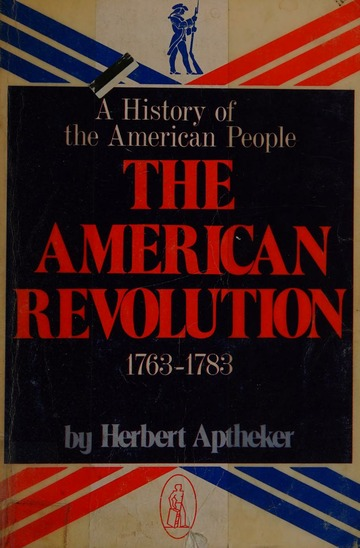 A History of
the American People
THE
AMERICAN
REVOLUTION
1763-1783
by Herbert Aptheker